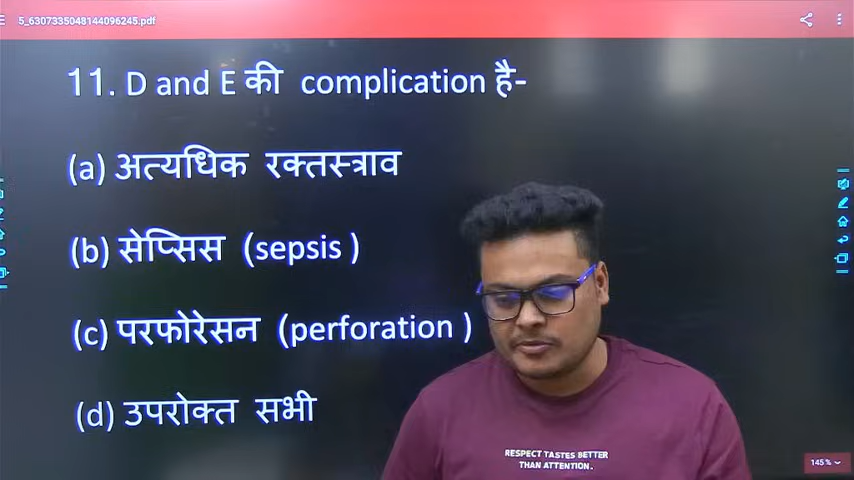 5_6307335048144096245.pdf
11. D and E की complication है-
(a) अत्यधिक रक्तस्त्राव
(b) सेप्सिस (sepsis )
(c) परफोरेसन (perforation )
(d) उपरोक्त सभी
RESPECT TASTES BETTER
THAN ATTENTION.
145%